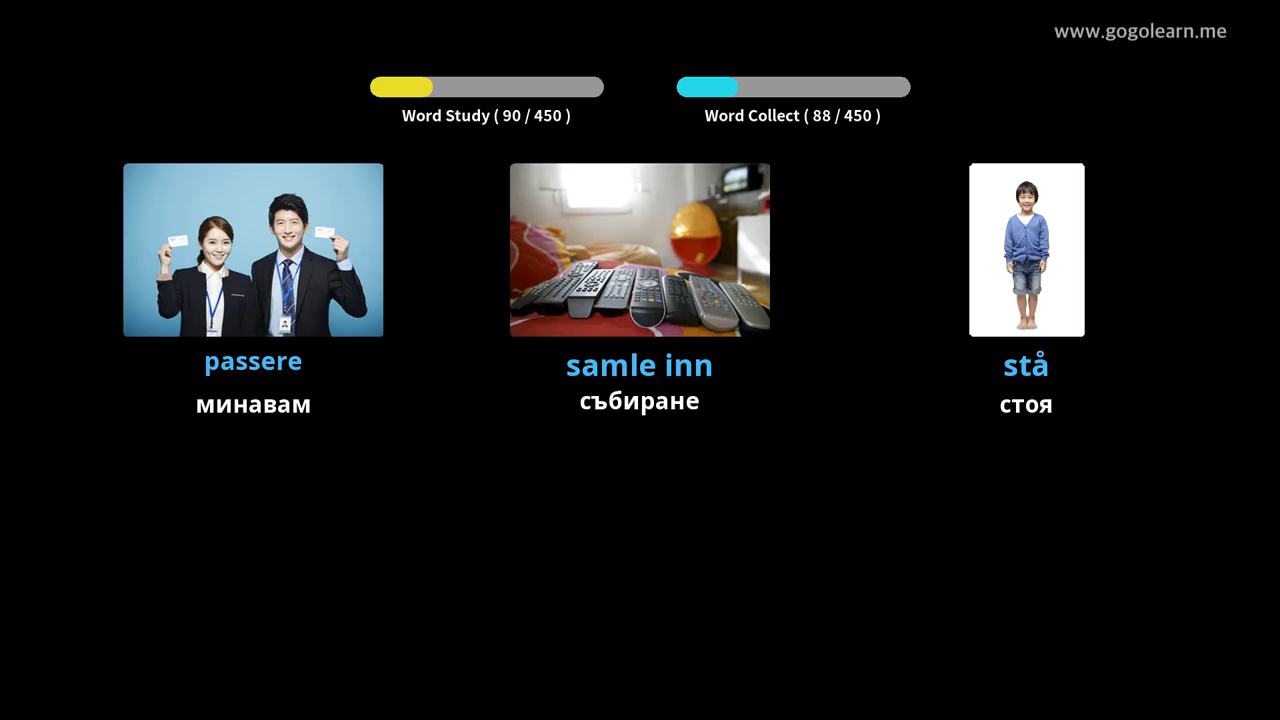 www.gogolearn.me
Word Study ( 90 / 450 )
Word Collect ( 88 / 450 )
passere
минавам
samle inn
събиране
stå
стоя